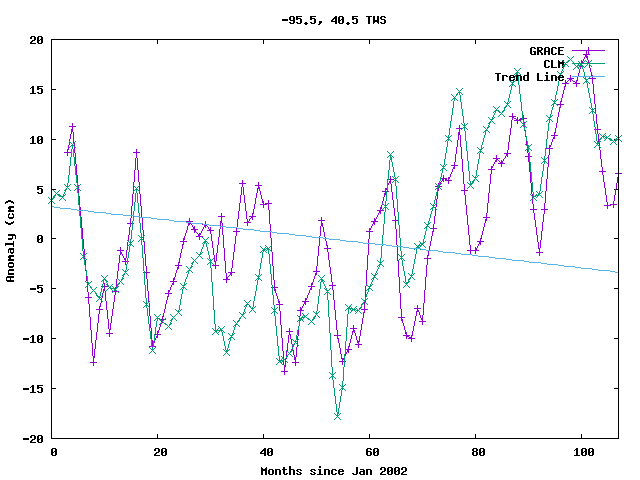 -95.5, 40.5 TWS
GRACE
CLM
Trend Line
20
15
10
5
0
-5
-10
-15
-20
Anomaly (cm)
0 20 40 60 80 100
Months since Jan 2002